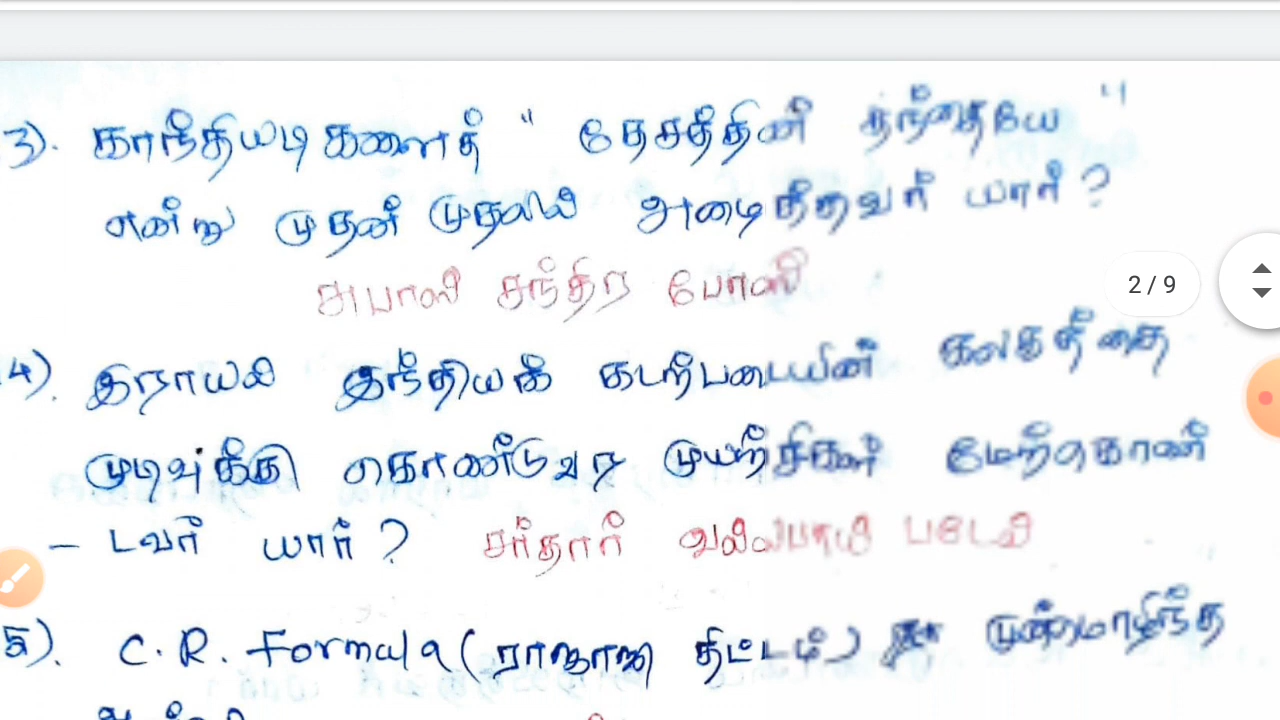 3). காந்தியடிகளைத் " தேசத்தின் தந்தையே "
என்று முதன் முதலில் அழைத்தவர் யார் ?
சுபாஸ் சந்திர போஸ்
2 / 9
4). இராயல் இந்தியக் கடற்படையின் கலகத்தை
முடிவுக்கு கொண்டுவர முயற்சிகள் மேற்கொண்
- டவர் யார் ? சர்தார் வல்லபாய் படேல்
5). C. R. Formula ( ராஜாஜி திட்டம் ) முன்மொழிந்த